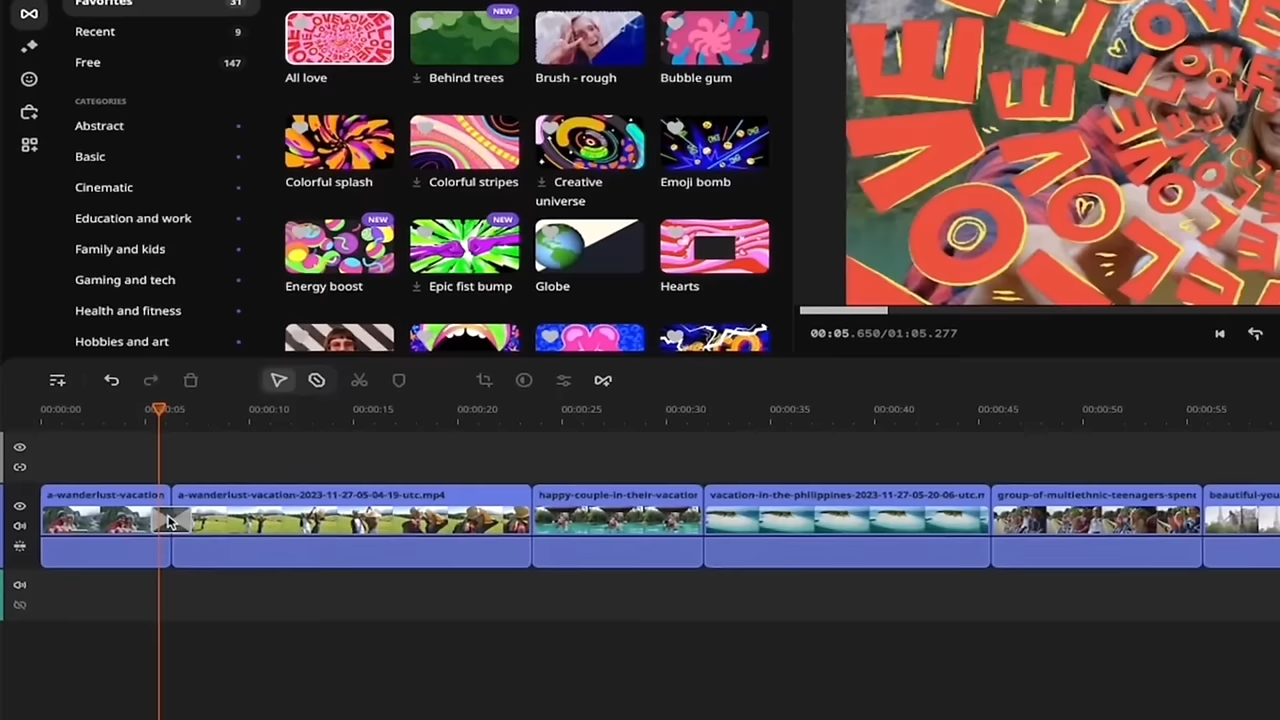 Favorites 31
NEW
Recent 9
Free 147
All love Behind trees Brush - rough Bubble gum
CATEGORIES
Abstract
Basic
Colorful splash Colorful stripes Creative universe Emoji bomb
Cinematic
Education and work
NEW NEW
Family and kids
Gaming and tech
Energy boost Epic fist bump Globe Hearts
Health and fitness
Hobbies and art
LOVE
00:05.650/01:05.277
00:00:00 00:00:05 00:00:10 00:00:15 00:00:20 00:00:25 00:00:30 00:00:35 00:00:40 00:00:45 00:00:50 00:00:55
a-wanderlust-vacation a-wanderlust-vacation-2023-11-27-05-04-19-utc.mp4 happy-couple-in-their-vacation vacation-in-the-philippines-2023-11-27-05-20-06-utc.m group-of-multiethnic-teenagers-spend beautiful-you